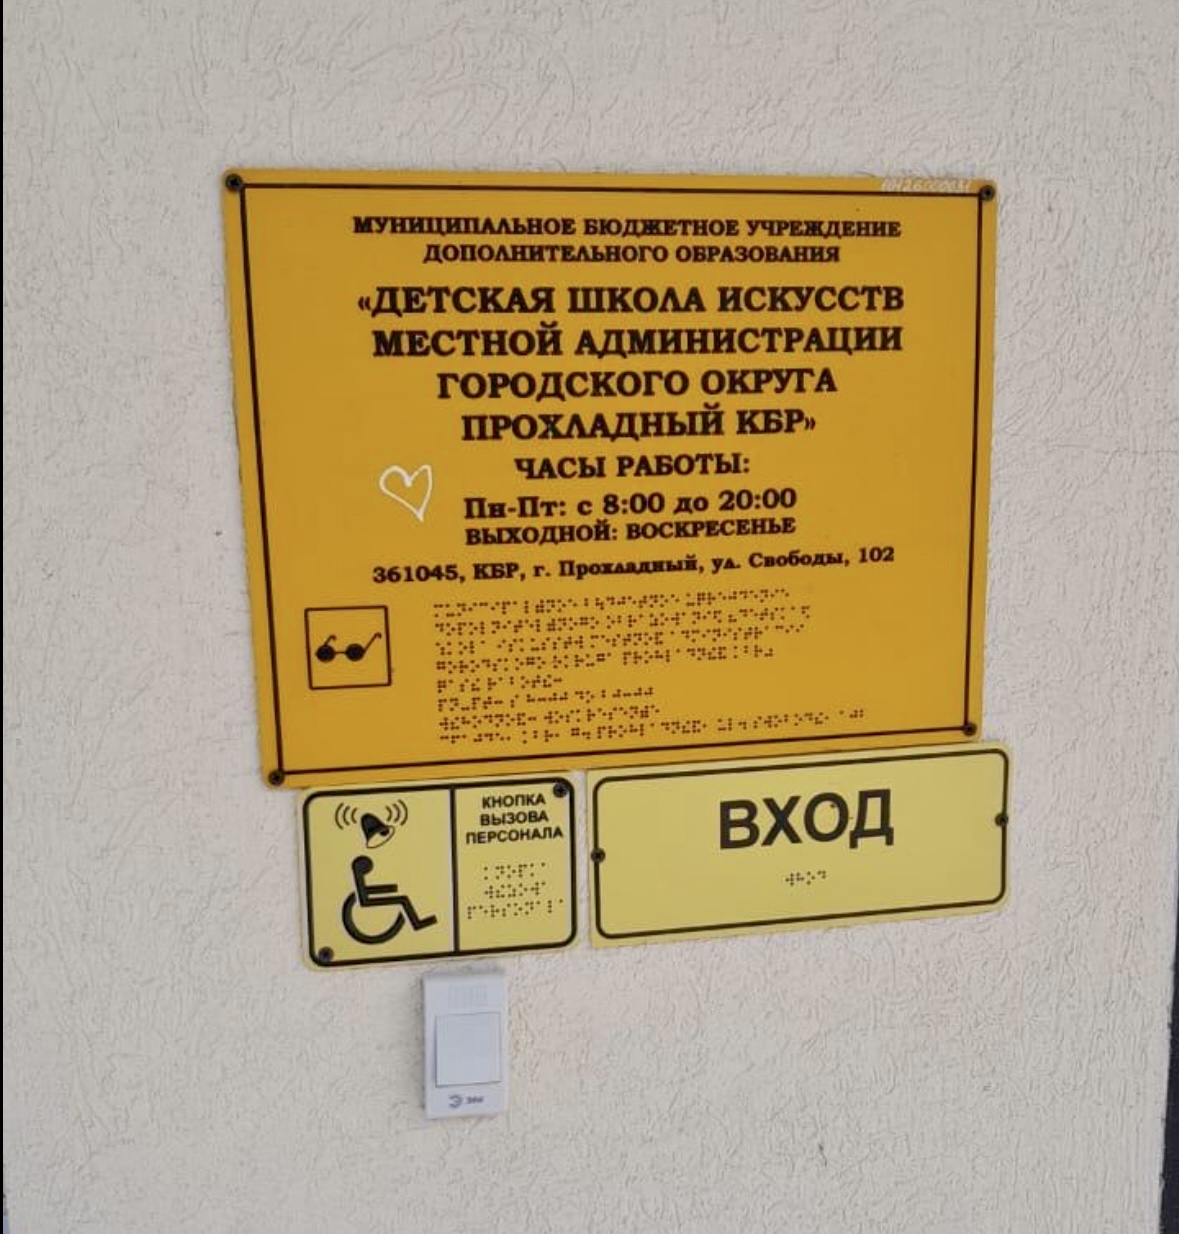 МУНИЦИПАЛЬНОЕ БЮДЖЕТНОЕ УЧРЕЖДЕНИЕ
ДОПОЛНИТЕЛЬНОГО ОБРАЗОВАНИЯ
«ДЕТСКАЯ ШКОЛА ИСКУССТВ
МЕСТНОЙ АДМИНИСТРАЦИИ
ГОРОДСКОГО ОКРУГА
ПРОХЛАДНЫЙ КБР»
ЧАСЫ РАБОТЫ:
Пн-Пт: с 8:00 до 20:00
ВЫХОДНОЙ: ВОСКРЕСЕНЬЕ
361045, КБР, г. Прохладный, ул. Свободы, 102
КНОПКА
ВЫЗОВА
ПЕРСОНАЛА
ВХОД
ЭРА